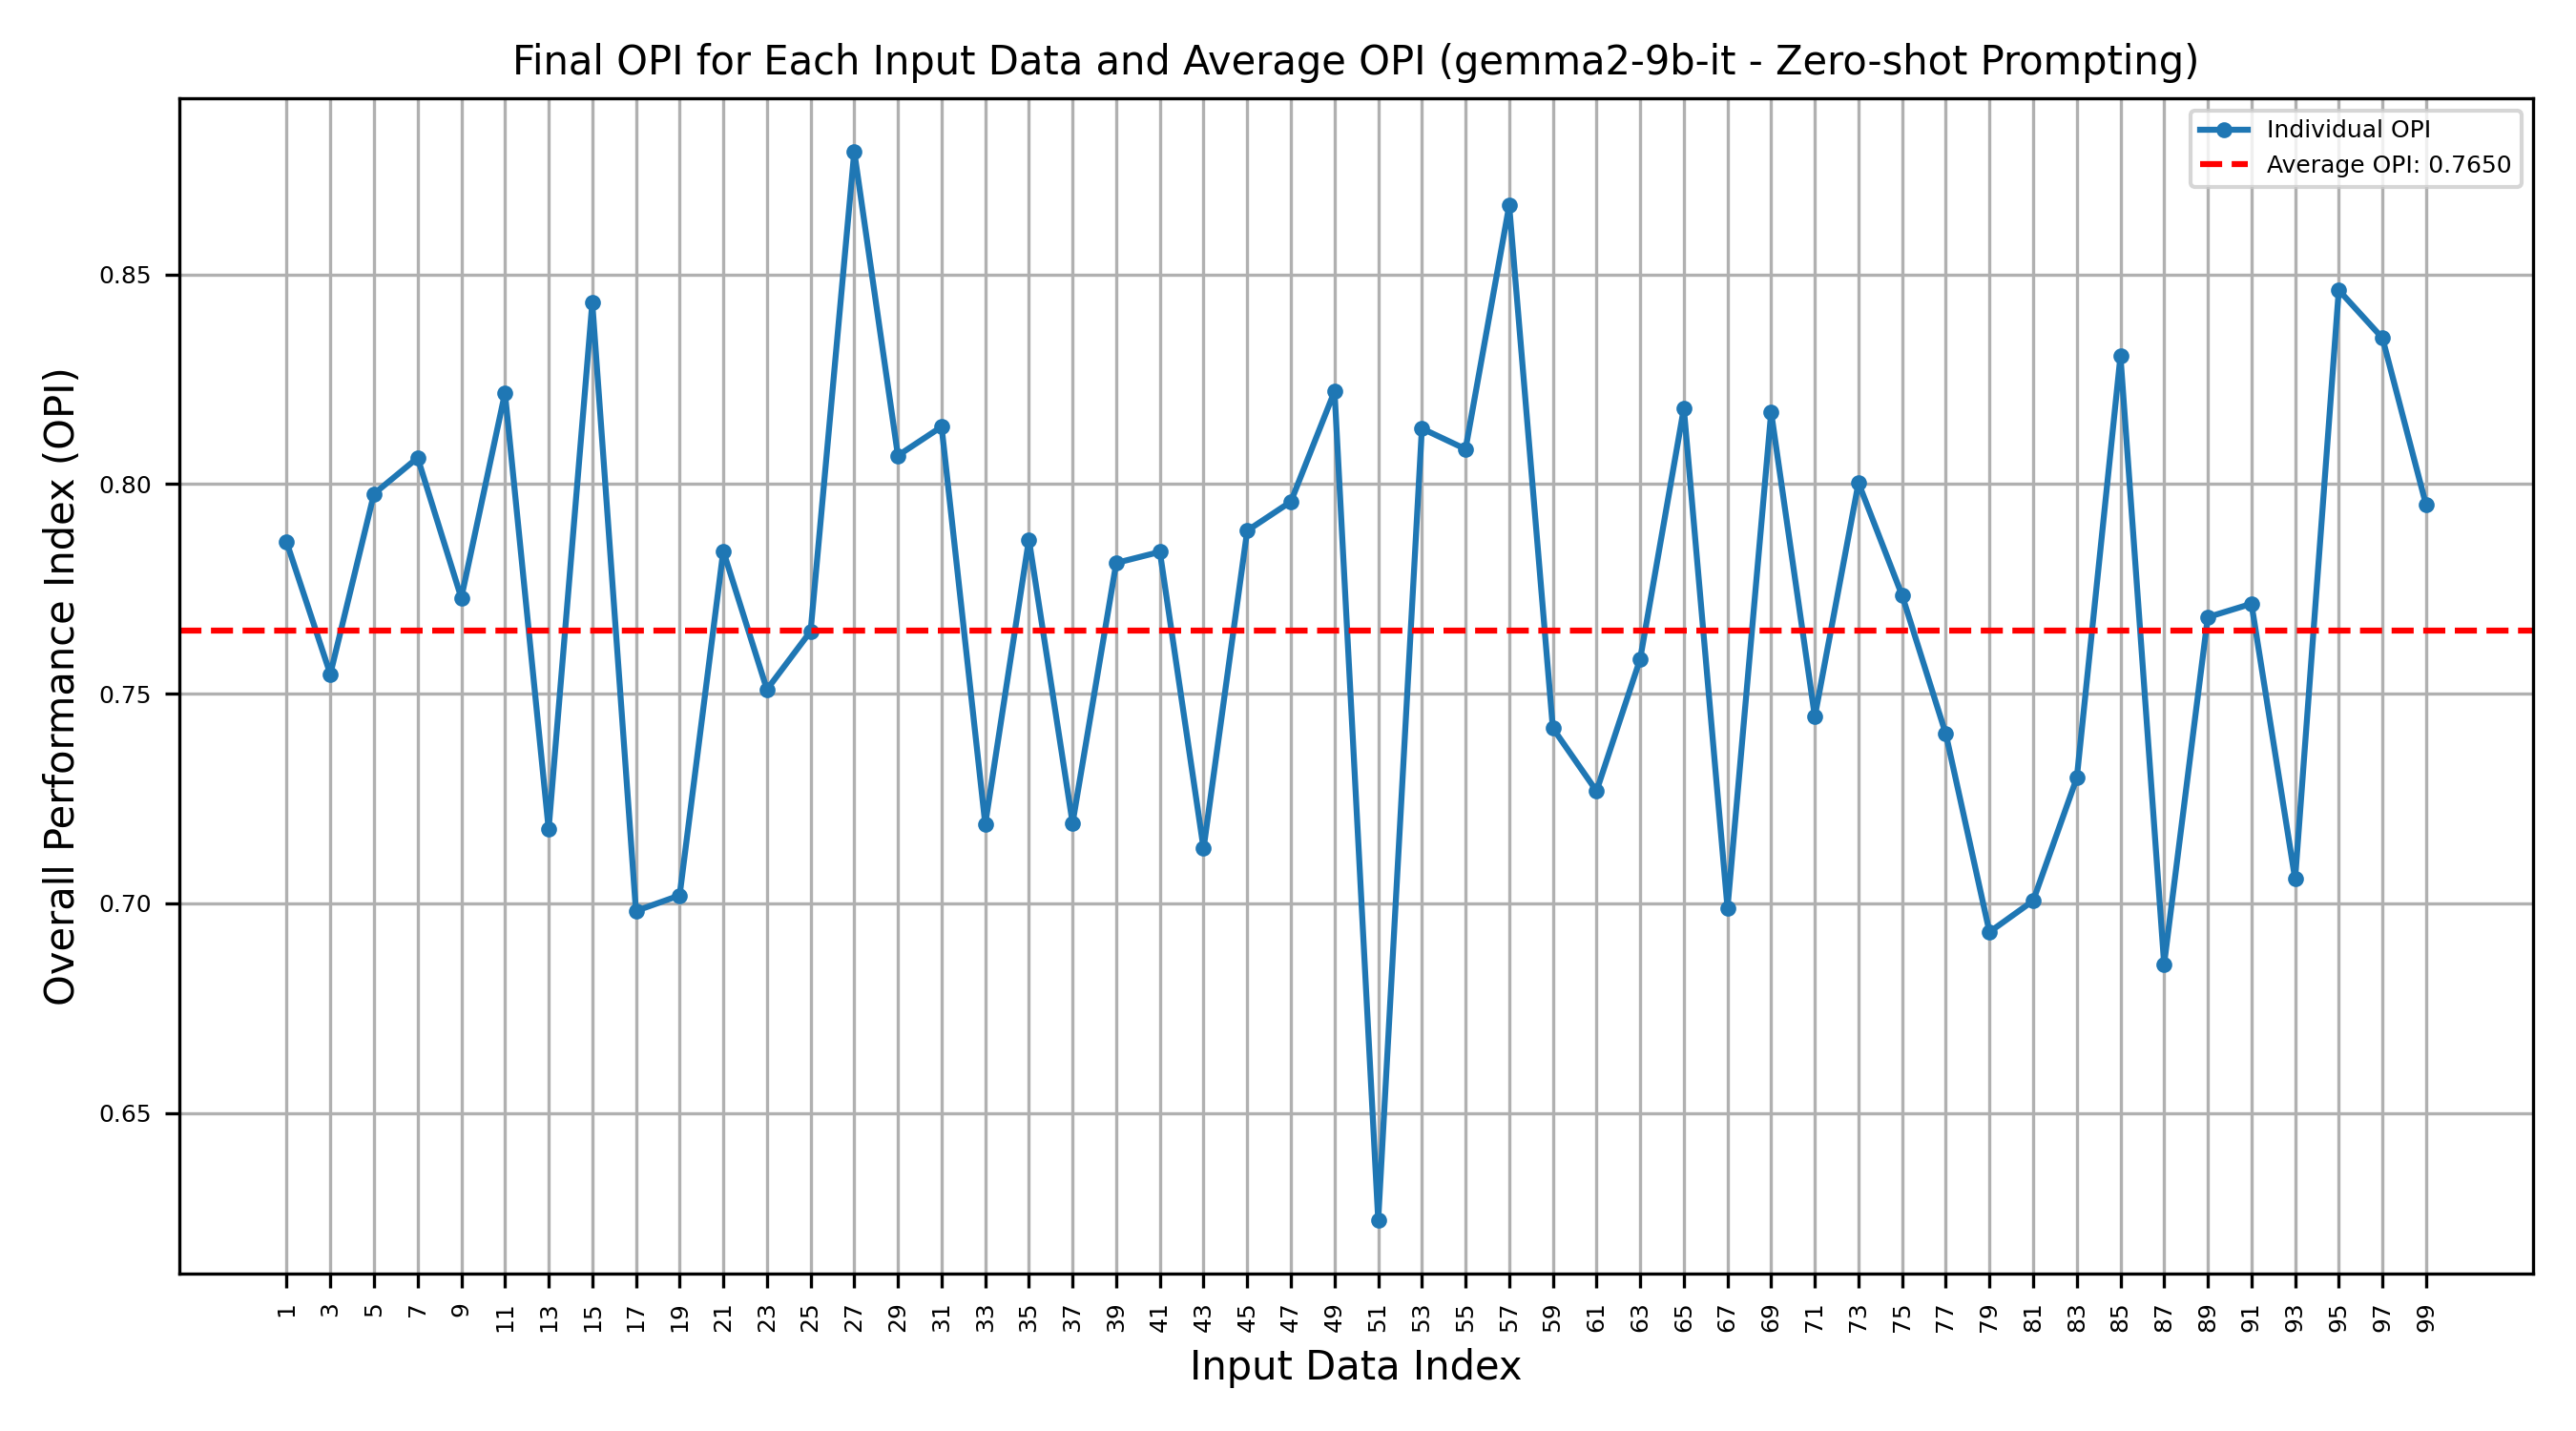 Final OPI for Each Input Data and Average OPI (gemma2-9b-it - Zero-shot Prompting)
Individual OPI
Average OPI: 0.7650
Overall Performance Index (OPI)
0.85
0.80
0.75
0.70
0.65
1 3 5 7 9 11 13 15 17 19 21 23 25 27 29 31 33 35 37 39 41 43 45 47 49 51 53 55 57 59 61 63 65 67 69 71 73 75 77 79 81 83 85 87 89 91 93 95 97 99
Input Data Index